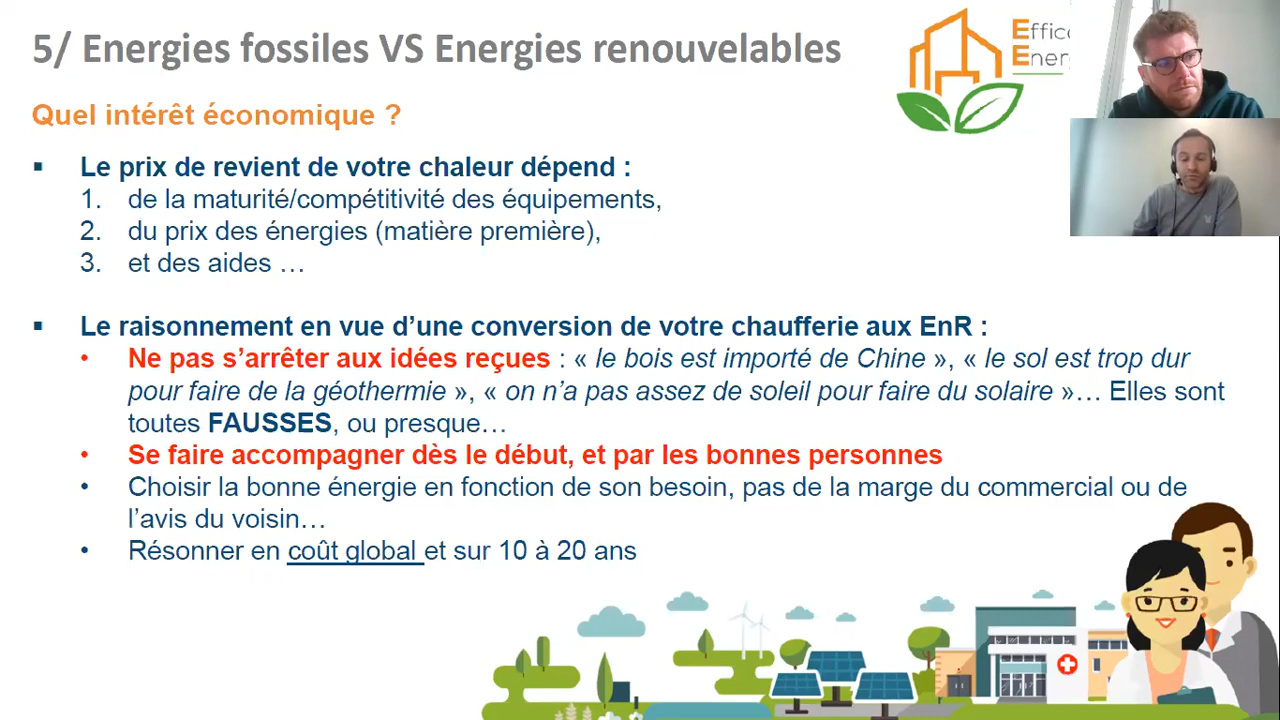 5/ Energies fossiles VS Energies renouvelables
Quel intérêt économique ?
▪ Le prix de revient de votre chaleur dépend :
1. de la maturité/compétitivité des équipements,
2. du prix des énergies (matière première),
3. et des aides …
▪ Le raisonnement en vue d’une conversion de votre chaufferie aux EnR :
• Ne pas s’arrêter aux idées reçues : « le bois est importé de Chine », « le sol est trop dur
pour faire de la géothermie », « on n’a pas assez de soleil pour faire du solaire »… Elles sont
toutes FAUSSES, ou presque…
• Se faire accompagner dès le début, et par les bonnes personnes
• Choisir la bonne énergie en fonction de son besoin, pas de la marge du commercial ou de
l’avis du voisin…
• Résonner en coût global et sur 10 à 20 ans